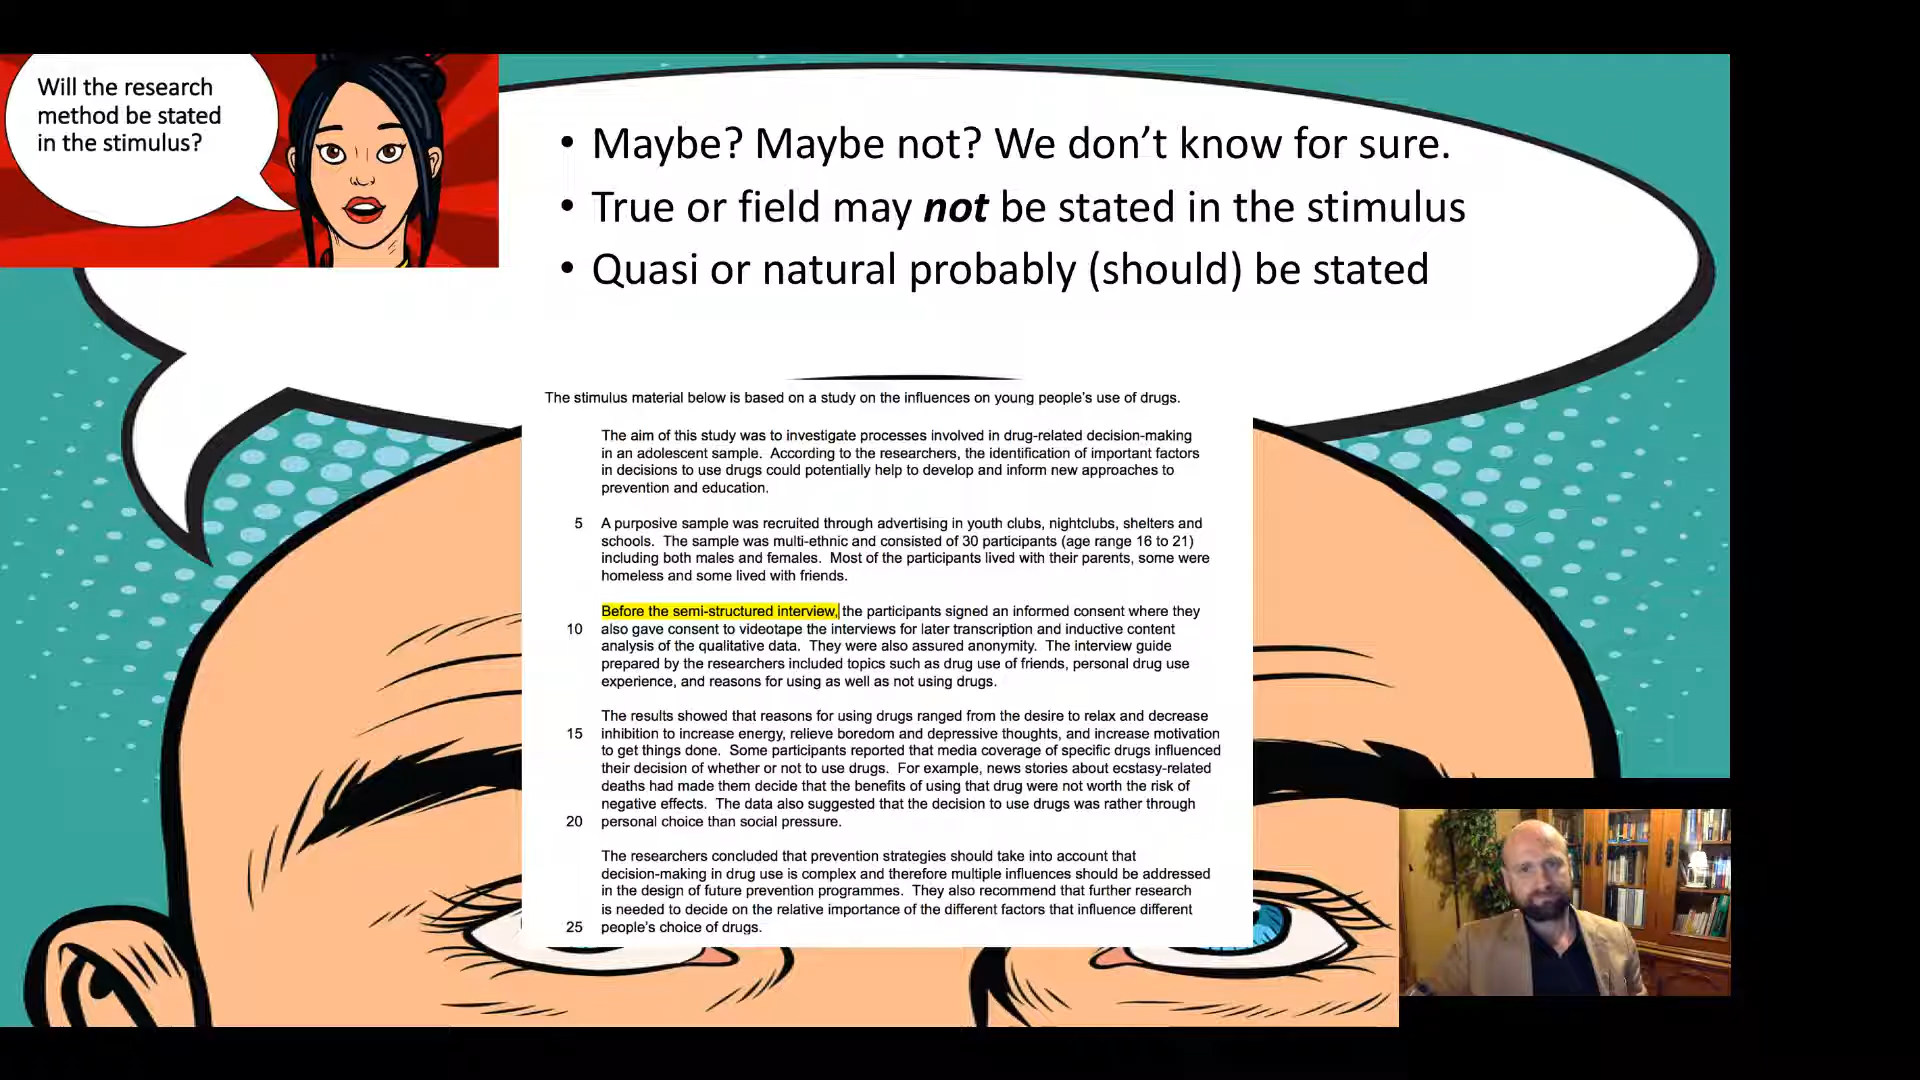 Will the research
method be stated
in the stimulus?
• Maybe? Maybe not? We don’t know for sure.
• True or field may not be stated in the stimulus
• Quasi or natural probably (should) be stated
The stimulus material below is based on a study on the influences on young people’s use of drugs.
The aim of this study was to investigate processes involved in drug-related decision-making
in an adolescent sample. According to the researchers, the identification of important factors
in decisions to use drugs could potentially help to develop and inform new approaches to
prevention and education.
5 A purposive sample was recruited through advertising in youth clubs, nightclubs, shelters and
schools. The sample was multi-ethnic and consisted of 30 participants (age range 16 to 21)
including both males and females. Most of the participants lived with their parents, some were
homeless and some lived with friends.
Before the semi-structured interview, the participants signed an informed consent where they
10 also gave consent to videotape the interviews for later transcription and inductive content
analysis of the qualitative data. They were also assured anonymity. The interview guide
prepared by the researchers included topics such as drug use of friends, personal drug use
experience, and reasons for using as well as not using drugs.
The results showed that reasons for using drugs ranged from the desire to relax and decrease
15 inhibition to increase energy, relieve boredom and depressive thoughts, and increase motivation
to get things done. Some participants reported that media coverage of specific drugs influenced
their decision of whether or not to use drugs. For example, news stories about ecstasy-related
deaths had made them decide that the benefits of using that drug were not worth the risk of
negative effects. The data also suggested that the decision to use drugs was rather through
20 personal choice than social pressure.
The researchers concluded that prevention strategies should take into account that
decision-making in drug use is complex and therefore multiple influences should be addressed
in the design of future prevention programmes. They also recommend that further research
is needed to decide on the relative importance of the different factors that influence different
25 people’s choice of drugs.